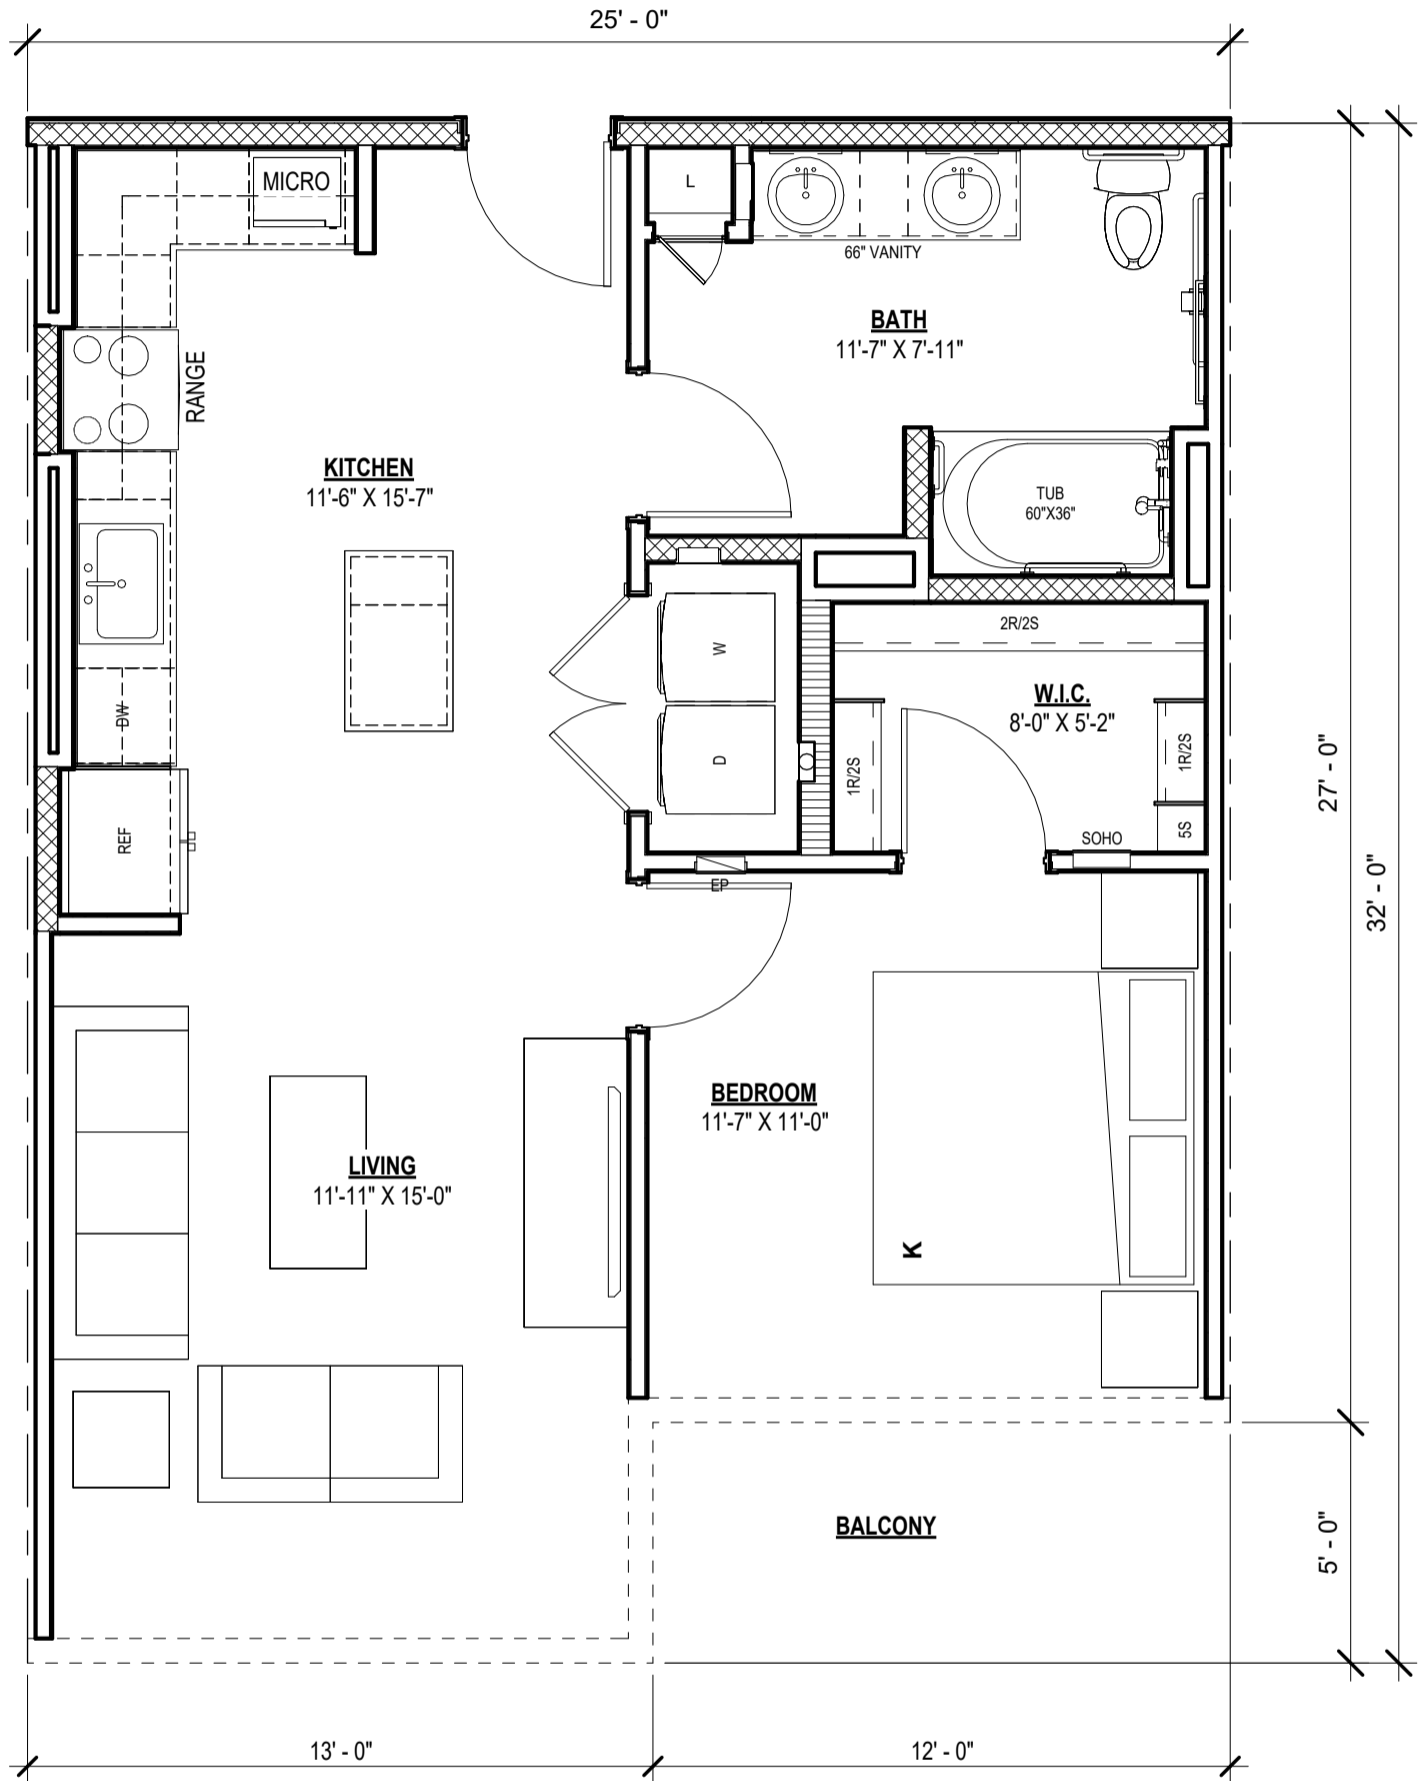 25' - 0"
MICRO
L
66" VANITY
BATH
11'-7" X 7'-11"
RANGE
KITCHEN
11'-6" X 15'-7"
TUB
60"X36"
2R/2S
W
W.I.C.
8'-0" X 5'-2"
DW
D
1R/2S
1R/2S
27' - 0"
REF
SOHO
5S
EP
32' - 0"
BEDROOM
11'-7" X 11'-0"
LIVING
11'-11" X 15'-0"
K
BALCONY
5' - 0"
13' - 0"
12' - 0"